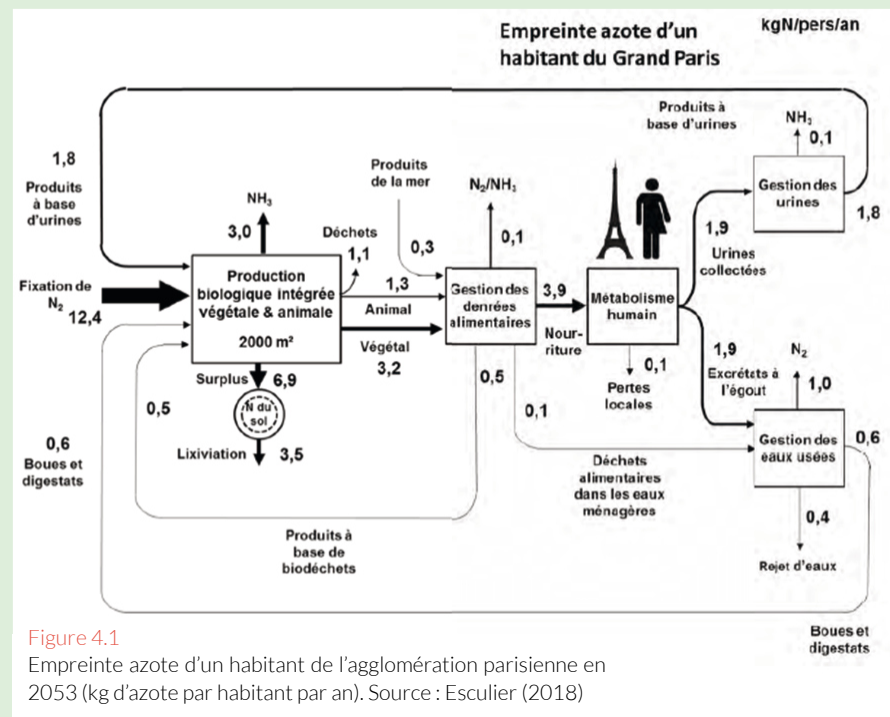 Empreinte azote d'un
habitant du Grand Paris
kgN/pers/an
Produits à
base d'urines
NH₃
0,1
Gestion des
urines
1,8
1,8
Produits
à base
d'urines
NH₃
3,0
Déchets
1,1
Produits
de la mer
0,3
N₂/NH₃
0,1
1,9
Urines
collectées
Fixation de
N₂
12,4
Production
biologique intégrée
végétale & animale
2000 m²
1,3
Animal
Végétal
3,2
Gestion des
denrées
alimentaires
3,9
Nour-
riture
Métabolisme
humain
0,1
Pertes
locales
1,9
Excrétets à
l'égout
N₂
1,0
Gestion des
eaux usées
0,6
0,4
Rejet d'eaux
Surplus
6,9
N du
sol
Lixiviation
3,5
0,5
0,5
0,1
Déchets
alimentaires
dans les eaux
ménagères
0,6
Boues et
digestats
Produits à
base de
biodéchets
Boues et
digestats
Figure 4.1
Empreinte azote d'un habitant de l'agglomération parisienne en
2053 (kg d'azote par habitant par an). Source : Esculier (2018)